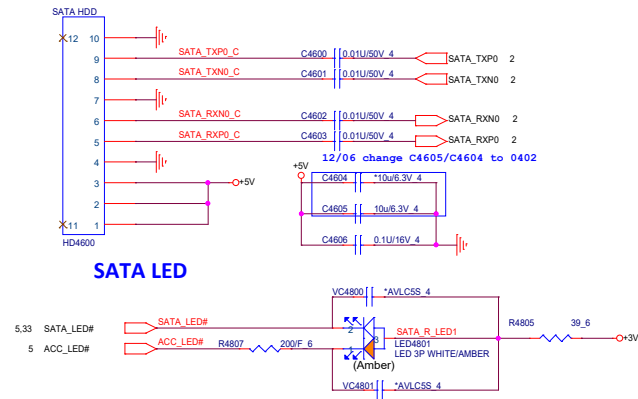 SATA HDD
12 10
9 SATA_TXP0_C C4600 0.01U/50V_4 SATA_TXP0 2
8 SATA_TXN0_C C4601 0.01U/50V_4 SATA_TXN0 2
7
6 SATA_RXN0_C C4602 0.01U/50V_4 SATA_RXN0 2
5 SATA_RXP0_C C4603 0.01U/50V_4 SATA_RXP0 2
12/06 change C4605/C4604 to 0402
4
+5V
3 +5V C4604 *10u/6.3V_4
2 C4605 10u/6.3V_4
11 1
C4606 0.1U/16V_4
HD4600
SATA LED
VC4800 *AVLC5S_4
5,33 SATA_LED# SATA_LED# 2 SATA_R_LED1 R4805 39_6 +3V
5 ACC_LED# ACC_LED# R4807 200/F_6 1 3 LED4801
LED 3P WHITE/AMBER
(Amber)
VC4801 *AVLC5S_4